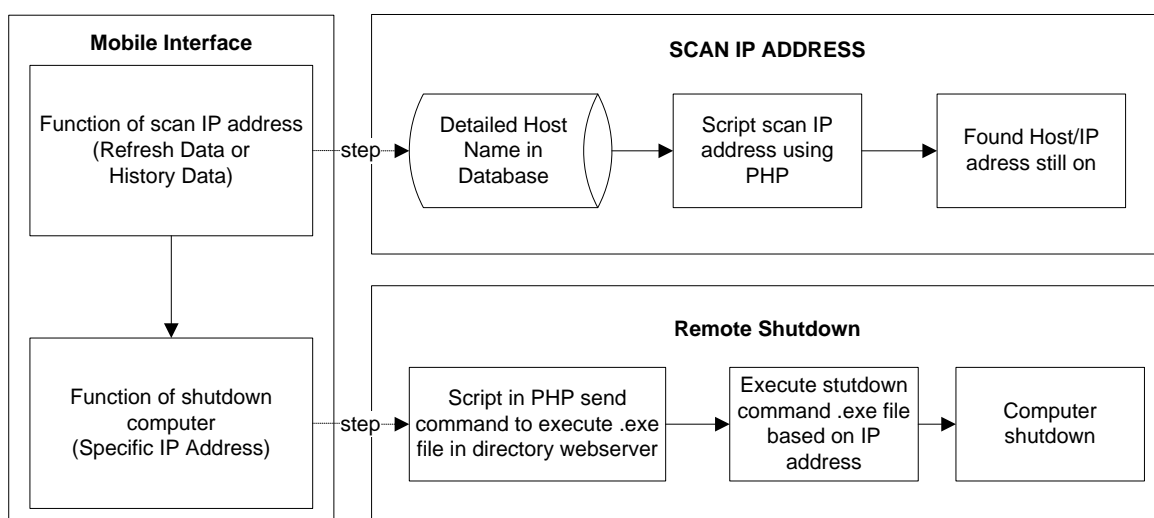 Mobile Interface
Function of scan IP address
(Refresh Data or
History Data)
step
Function of shutdown
computer
(Specific IP Address)
step
SCAN IP ADDRESS
Detailed Host
Name in
Database
Script scan IP
address using
PHP
Found Host/IP
adress still on
Remote Shutdown
Script in PHP send
command to execute .exe
file in directory webserver
Execute stutdown
command .exe file
based on IP
address
Computer
shutdown